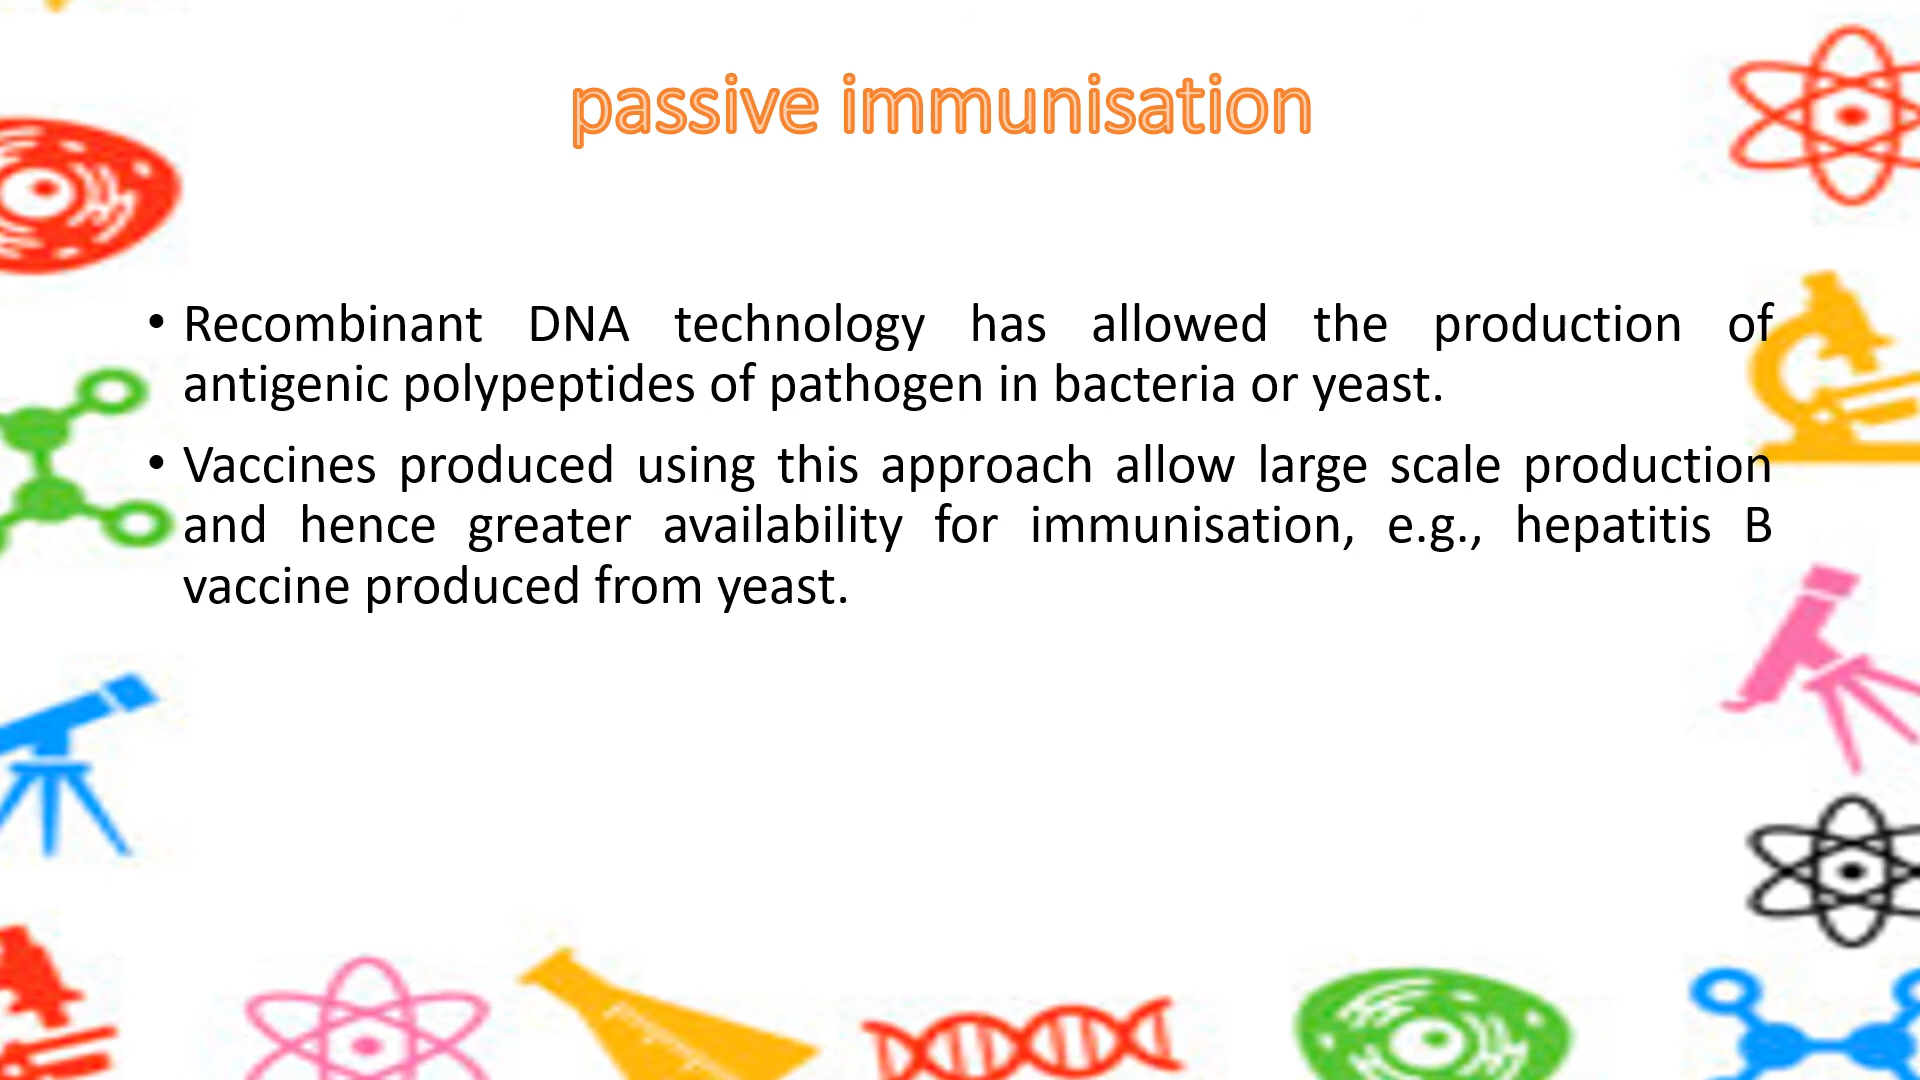 passive immunisation
• Recombinant DNA technology has allowed the production of
antigenic polypeptides of pathogen in bacteria or yeast.
• Vaccines produced using this approach allow large scale production
and hence greater availability for immunisation, e.g., hepatitis B
vaccine produced from yeast.